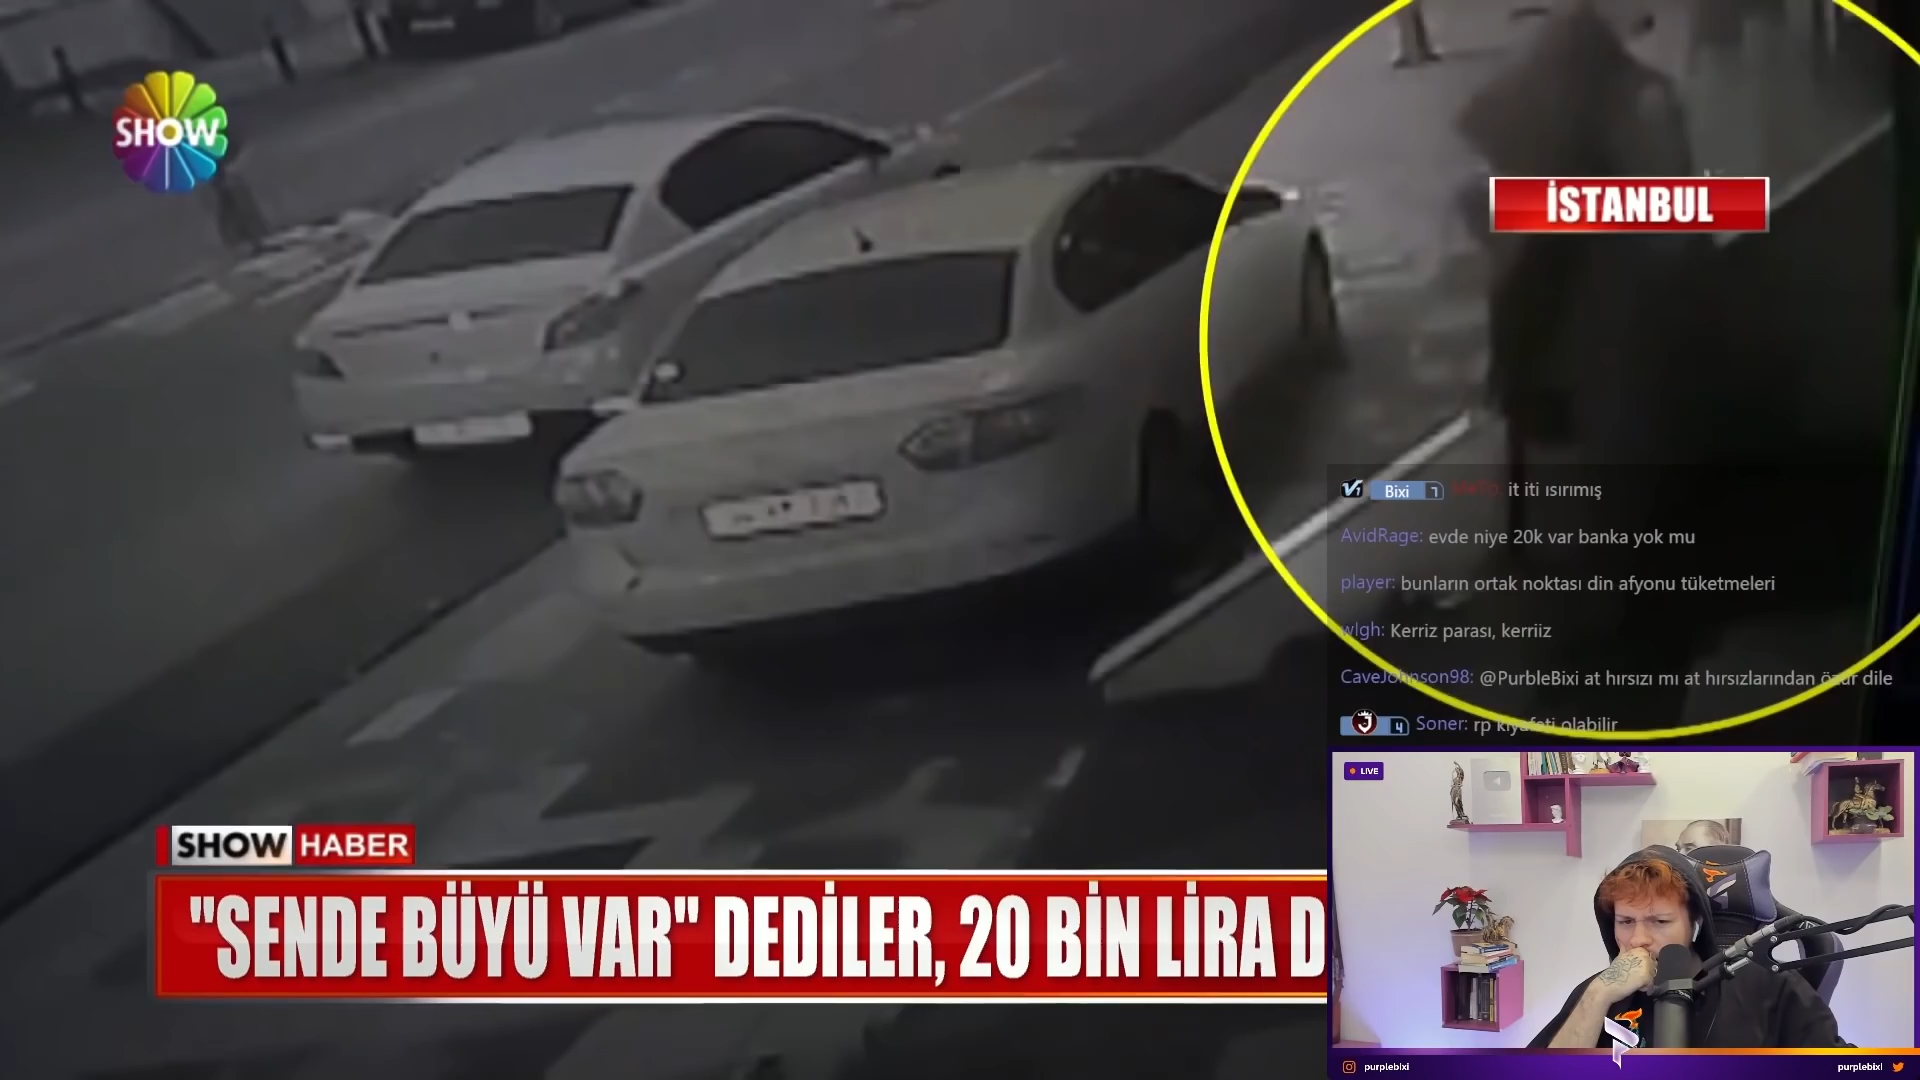 SHOW
İSTANBUL
Bixi 7 it iti ısırımış
AvidRage: evde niye 20k var banka yok mu
player: bunların ortak noktası din afyonu tüketmeleri
wlgh: Kerriz parası, kerriiz
CaveJohnson98: @PurbleBixi at hırsızı mı at hırsızlarından özür dile
4 Soner: rp kıyafeti olabilir
LIVE
SHOW HABER
"SENDE BÜYÜ VAR" DEDİLER, 20 BİN LİRA D
purplebixi
purplebixi